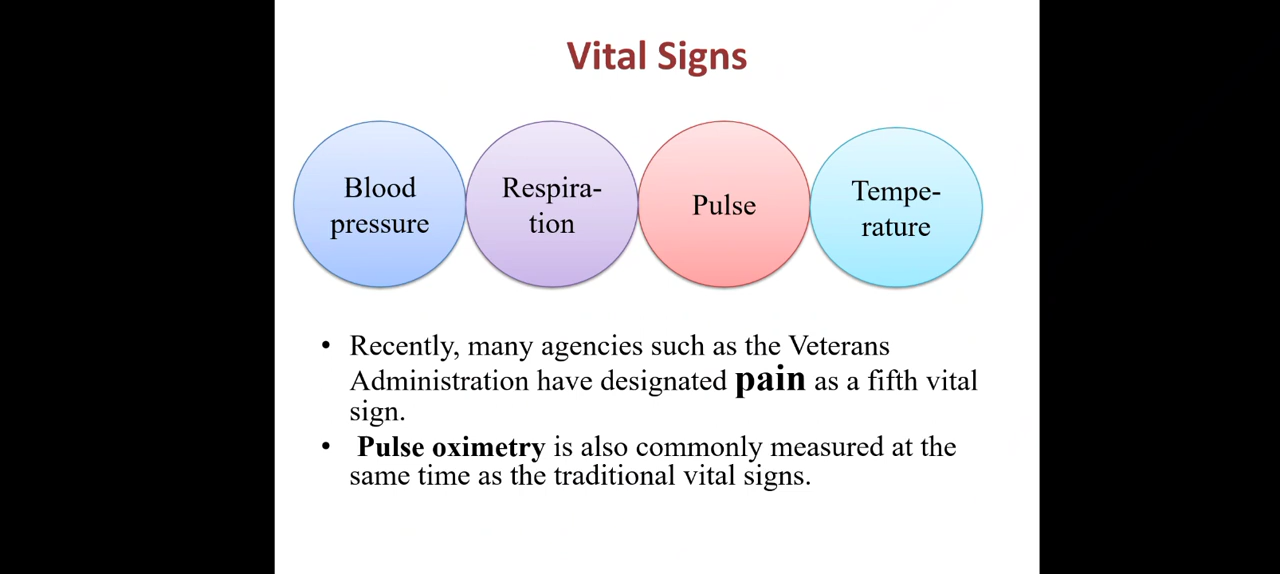 Vital Signs
Blood
pressure
Respira-
tion
Pulse
Tempe-
rature
• Recently, many agencies such as the Veterans
Administration have designated pain as a fifth vital
sign.
• Pulse oximetry is also commonly measured at the
same time as the traditional vital signs.